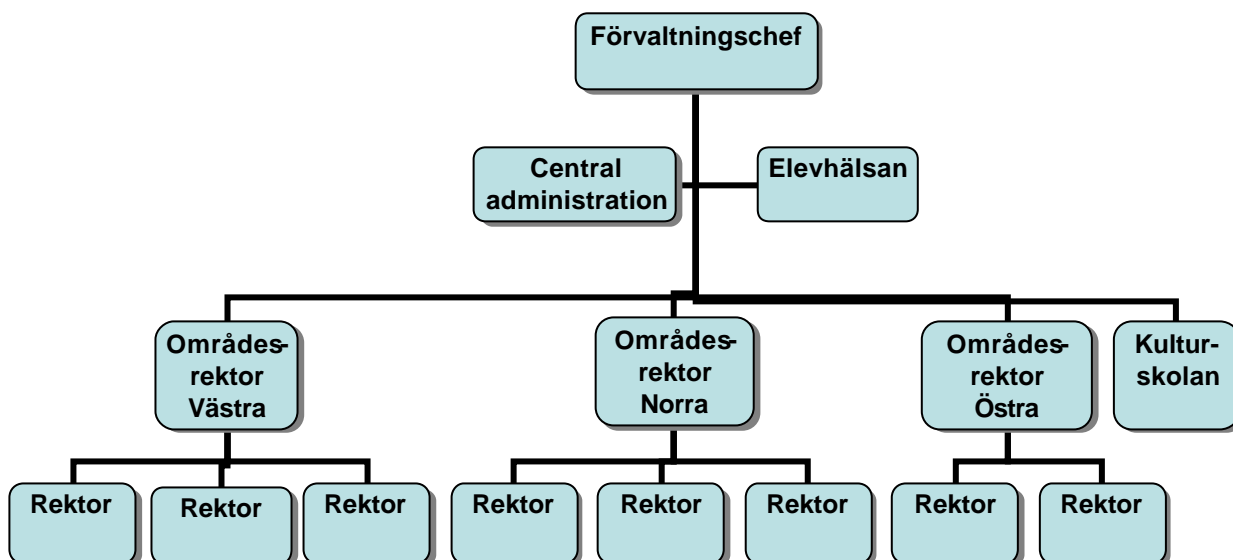 Förvaltningschef
Central
administration
Elevhälsan
Områdes-
rektor
Västra
Områdes-
rektor
Norra
Områdes-
rektor
Östra
Kultur-
skolan
Rektor
Rektor
Rektor
Rektor
Rektor
Rektor
Rektor
Rektor